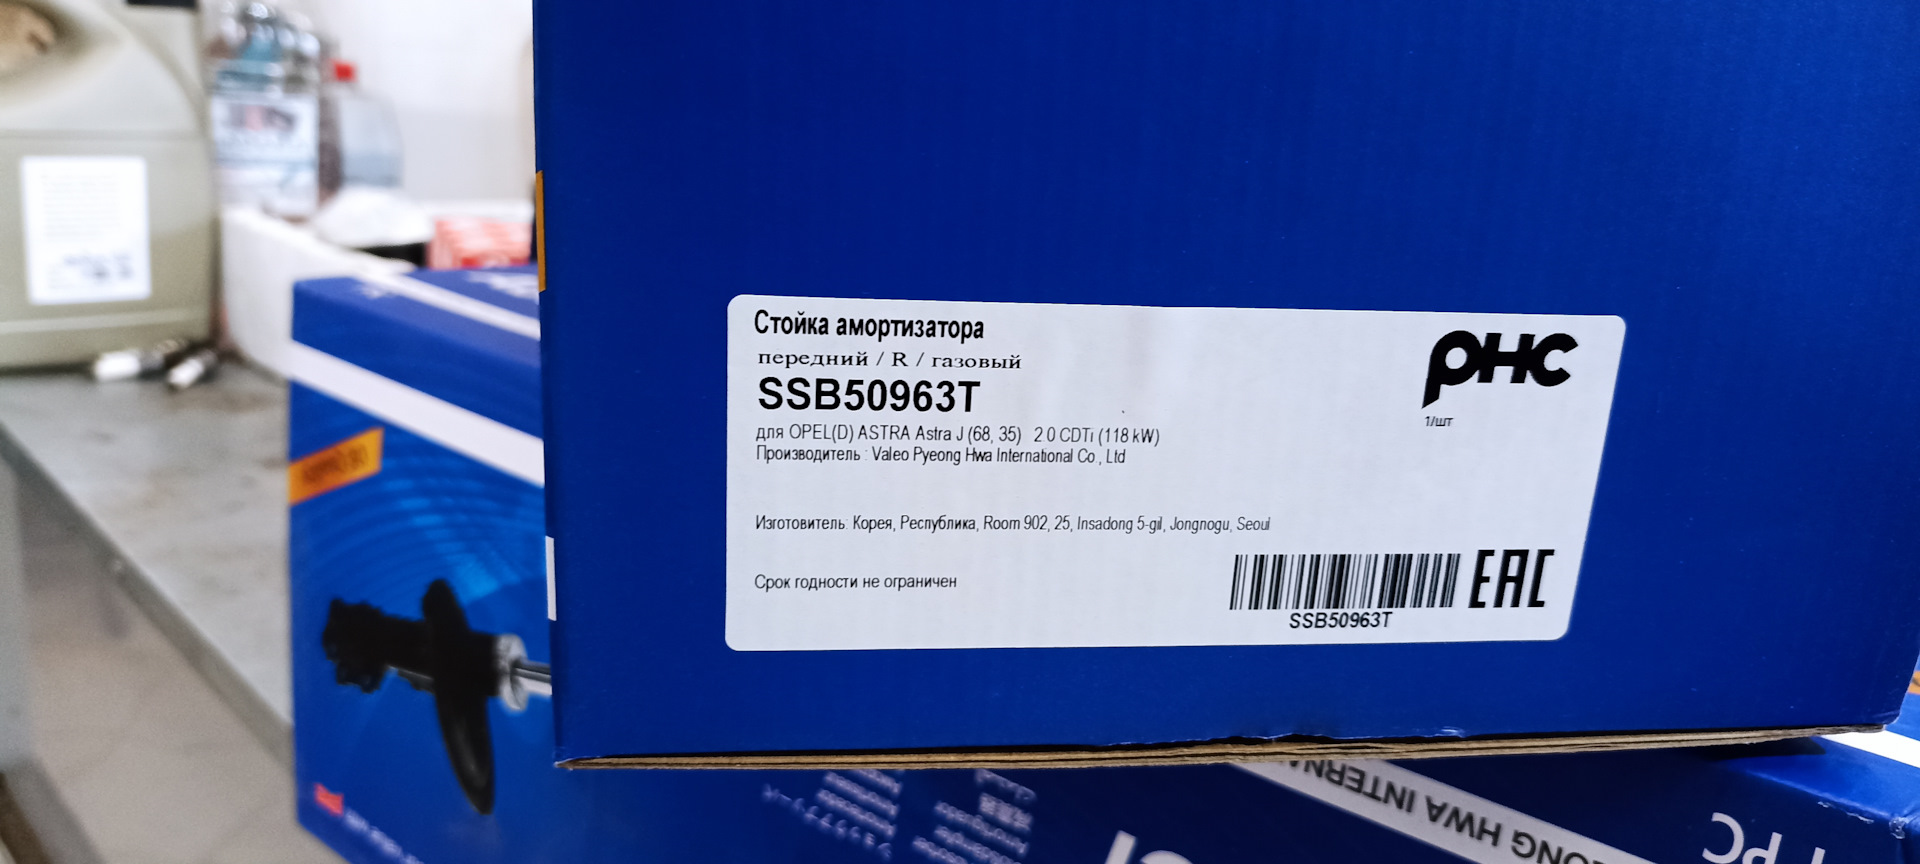 Стойка амортизатора
передний / R / газовый
SSB50963T
для OPEL(D) ASTRA Astra J (68, 35) 2.0 CDTi (118 kW)
Производитель : Valeo Pyeong Hwa International Co., Ltd
PHC
1/шт
Изготовитель: Корея, Республика, Room 902, 25, Insadong 5-gil, Jongnogu, Seoul
Срок годности не ограничен
EAC
SSB50963T
ONG HWA INTERNA
PC